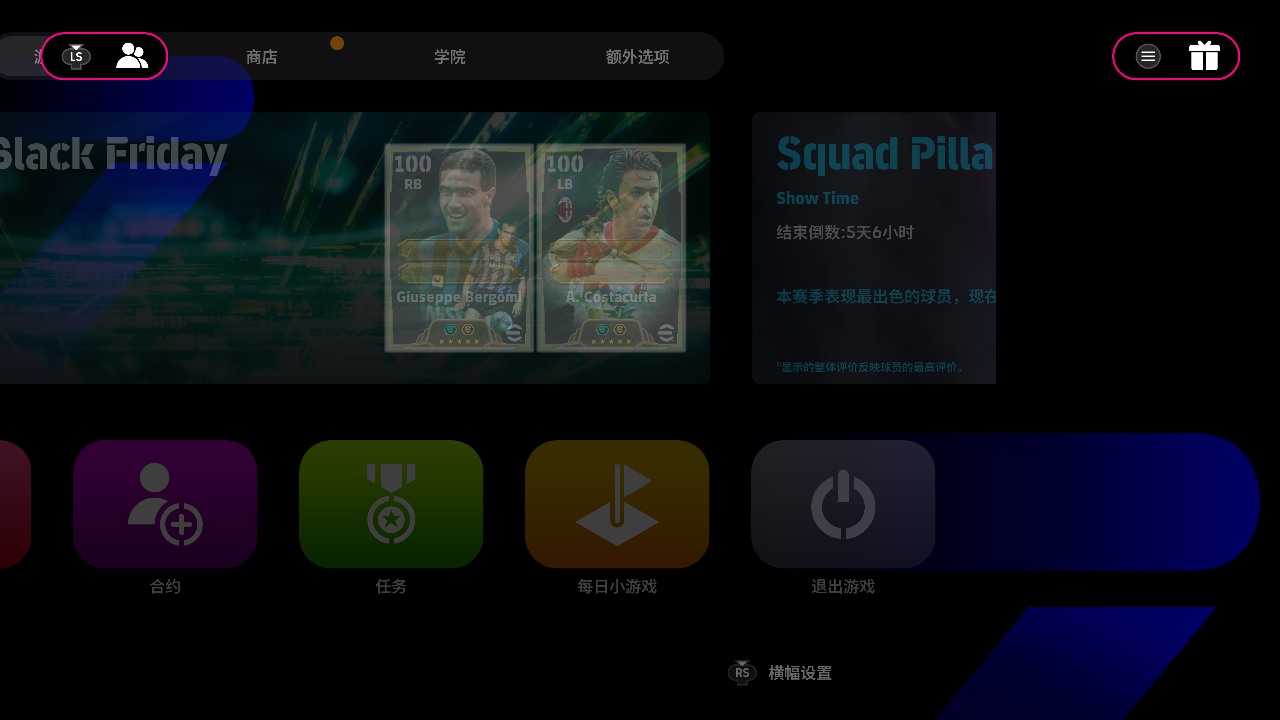 LS
商店
学院
额外选项
Black Friday
100
RB
Giuseppe Bergomi
100
LB
A. Costacurta
Squad Pilla
Show Time
结束倒数:5天6小时
本赛季表现最出色的球员，现在
*显示的整体评价反映球员的最高评价。
合约
任务
每日小游戏
退出游戏
RS 横幅设置